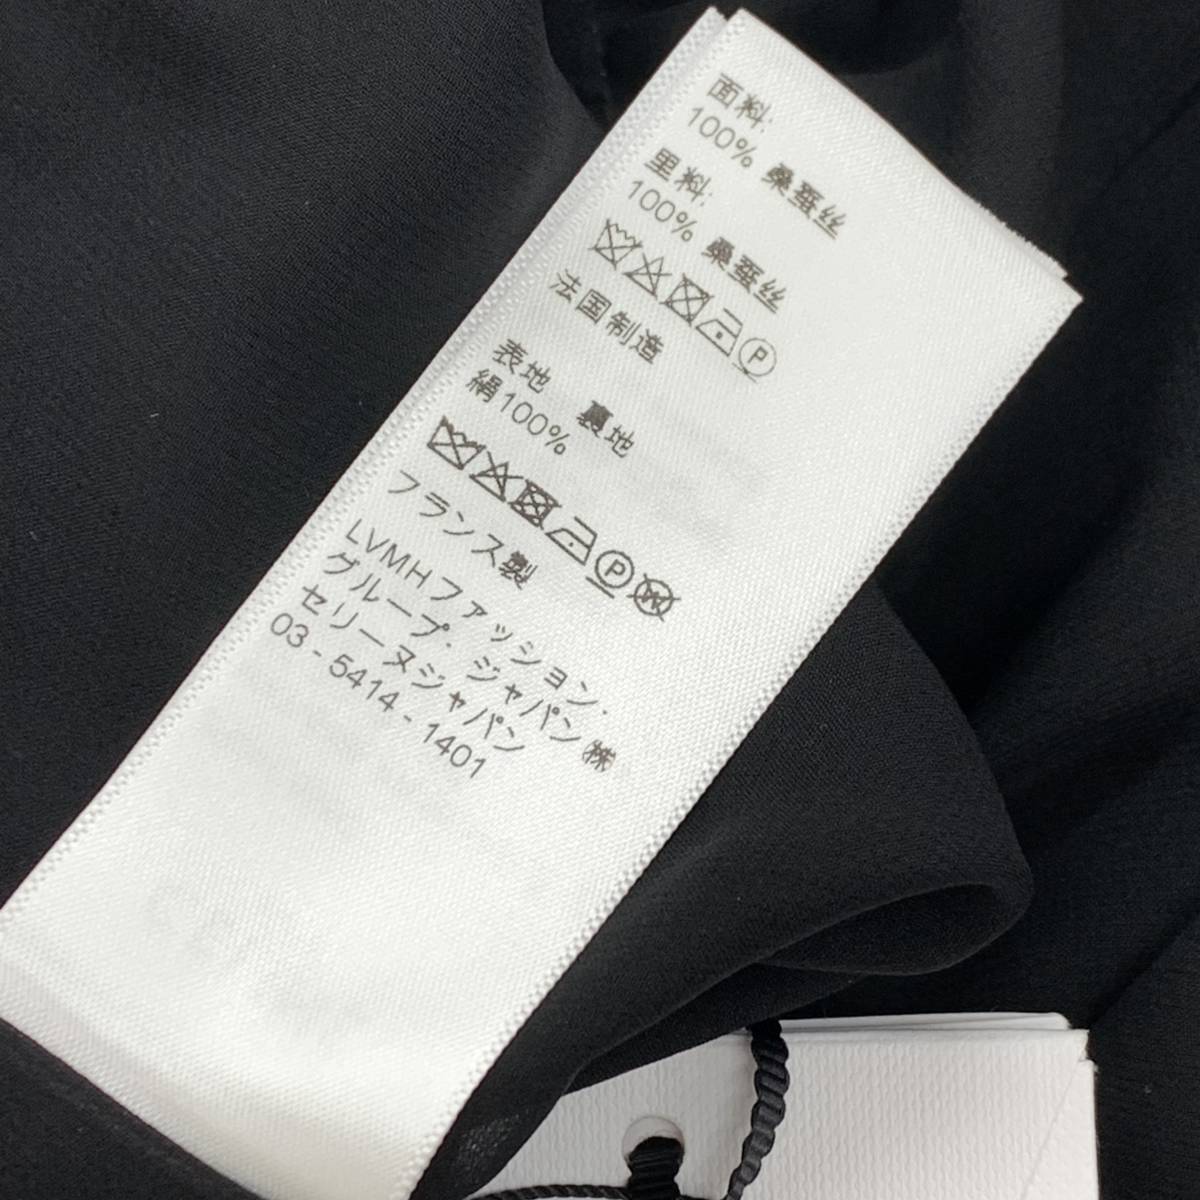 面料:
100% 桑蚕丝
里料:
100% 桑蚕丝
P
法国制造
表地 裏地
絹100%
P W
フランス製
LVMHファッション・
グループ・ジャパン㈱
セリーヌジャパン
03-5414-1401